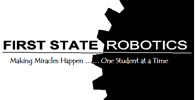 FIRST STATE ROBOTICS
Making Miracles Happen ..... One Student at a Time